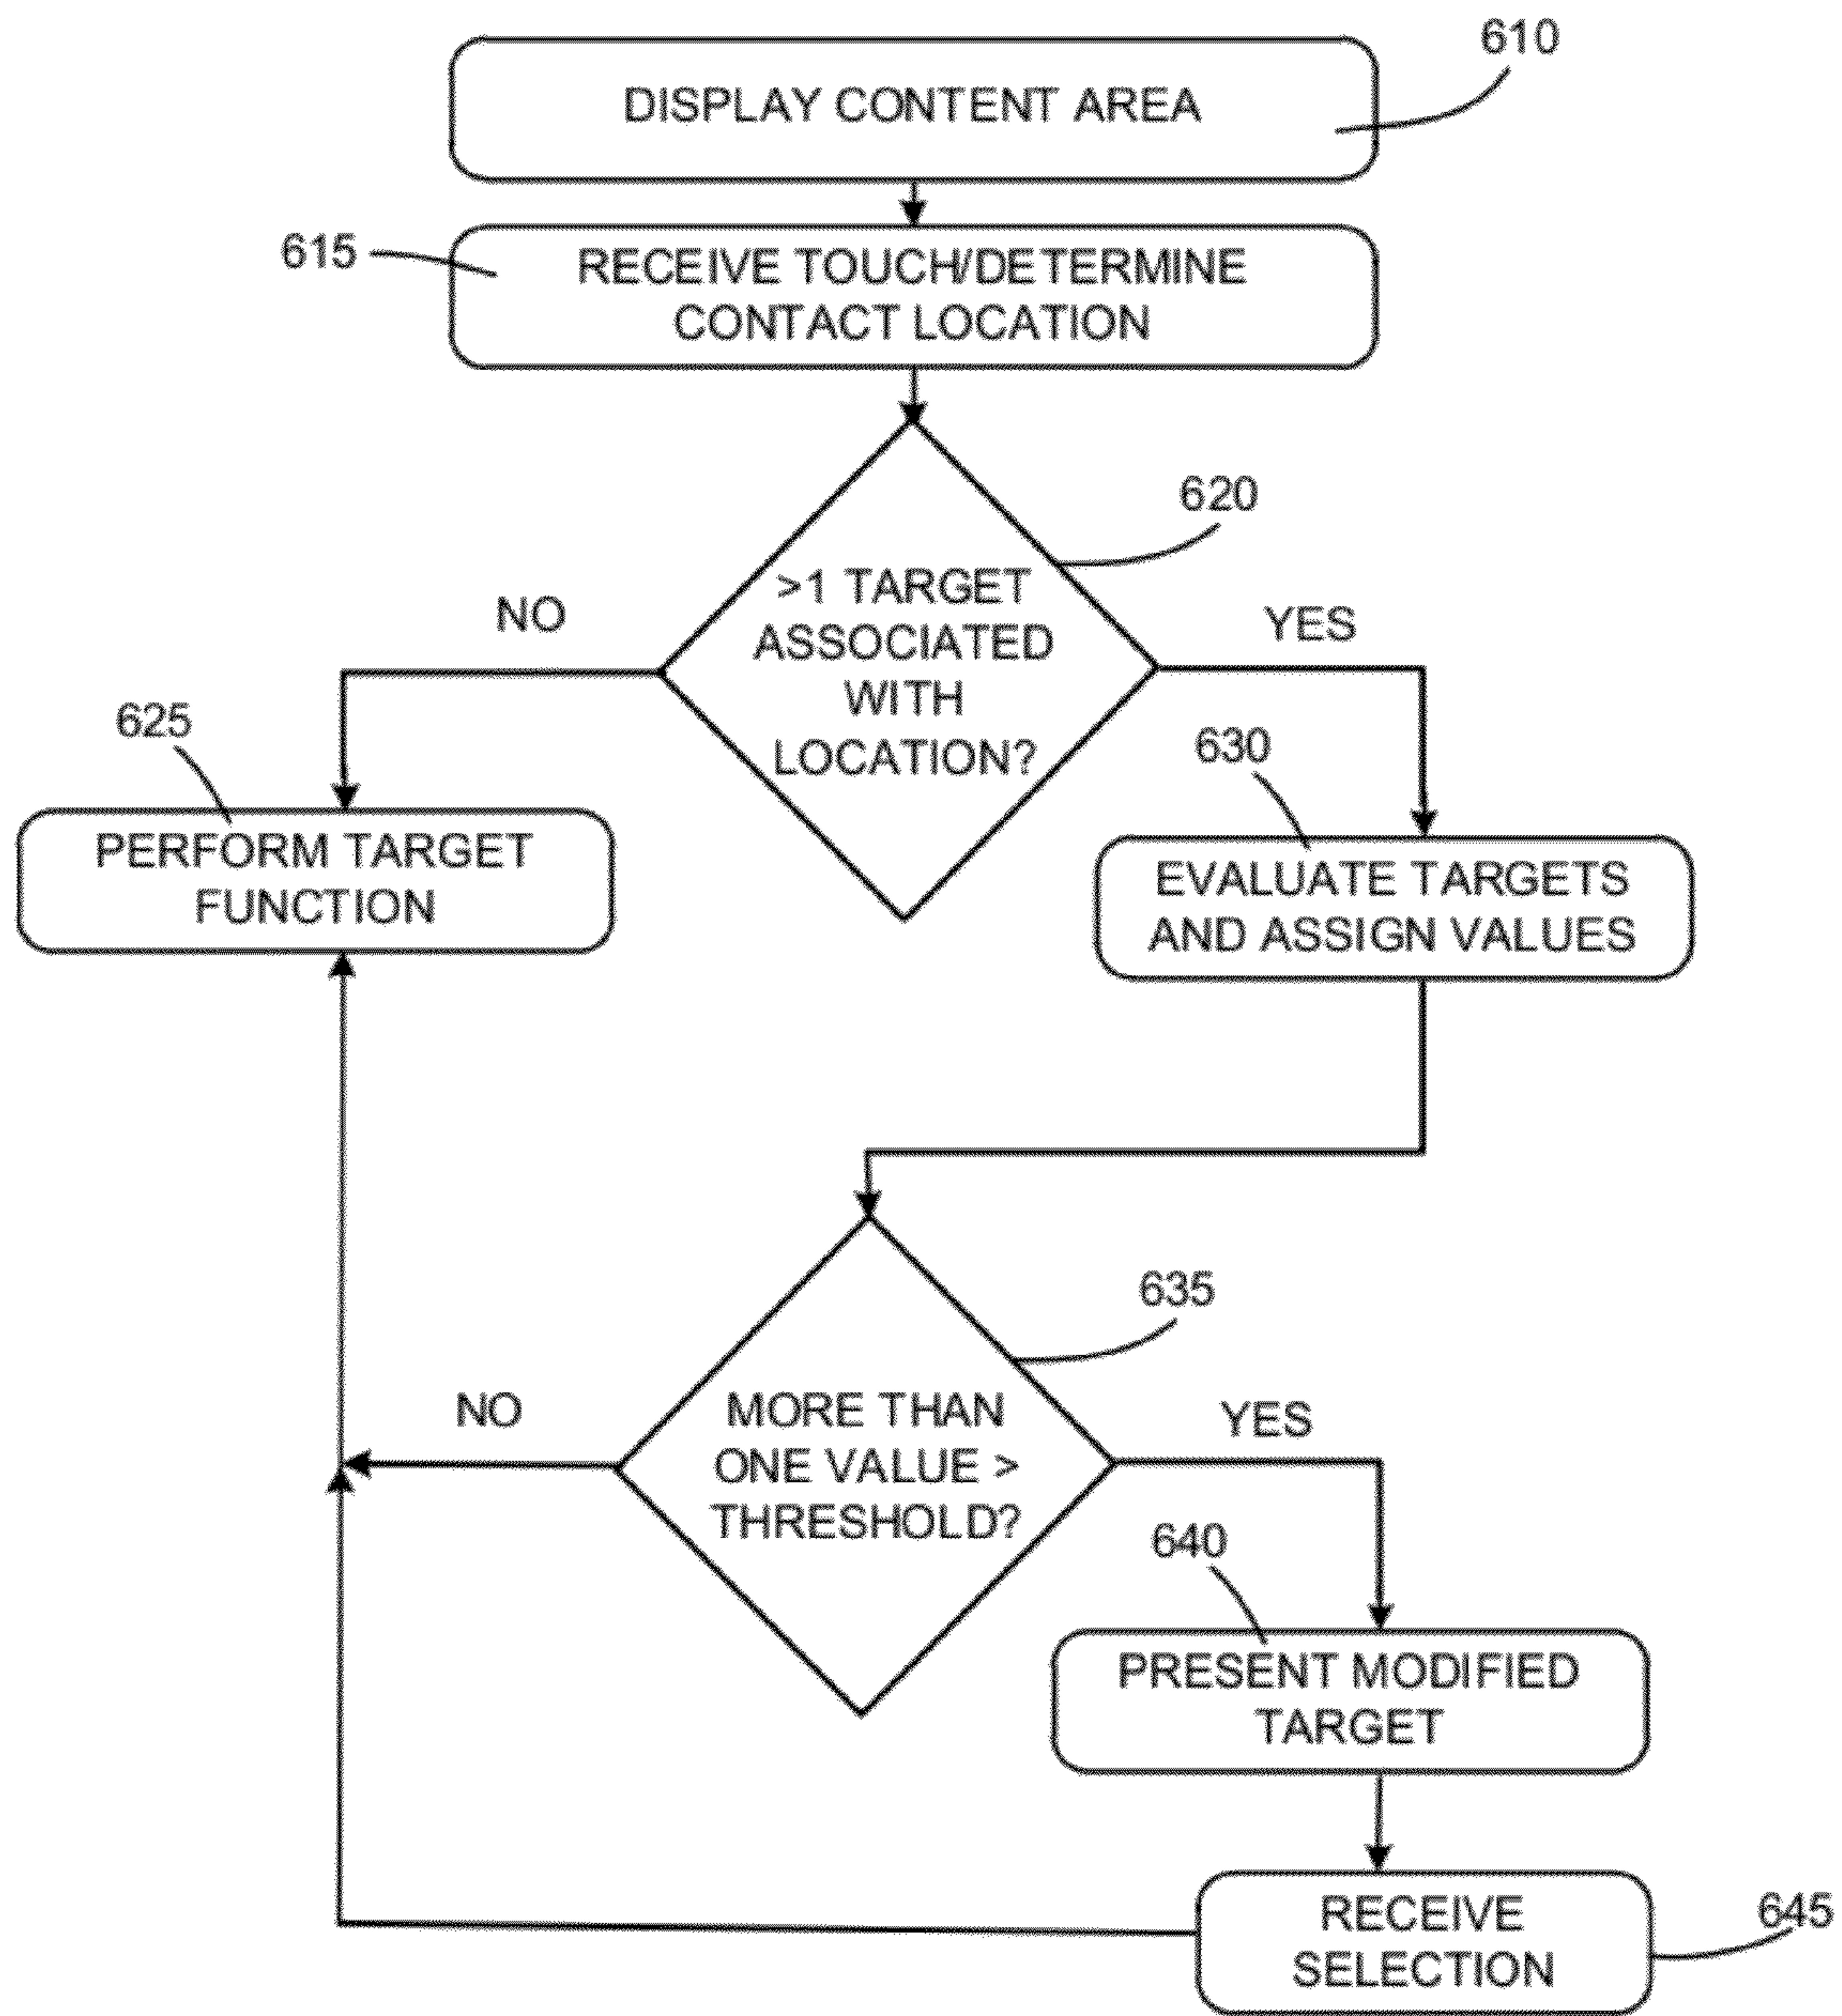 610
DISPLAY CONTENT AREA
615
RECEIVE TOUCH/DETERMINE
CONTACT LOCATION
620
>1 TARGET
ASSOCIATED
WITH
LOCATION?
NO
YES
625
PERFORM TARGET
FUNCTION
630
EVALUATE TARGETS
AND ASSIGN VALUES
635
MORE THAN
ONE VALUE >
THRESHOLD?
NO
YES
640
PRESENT MODIFIED
TARGET
RECEIVE
SELECTION
645